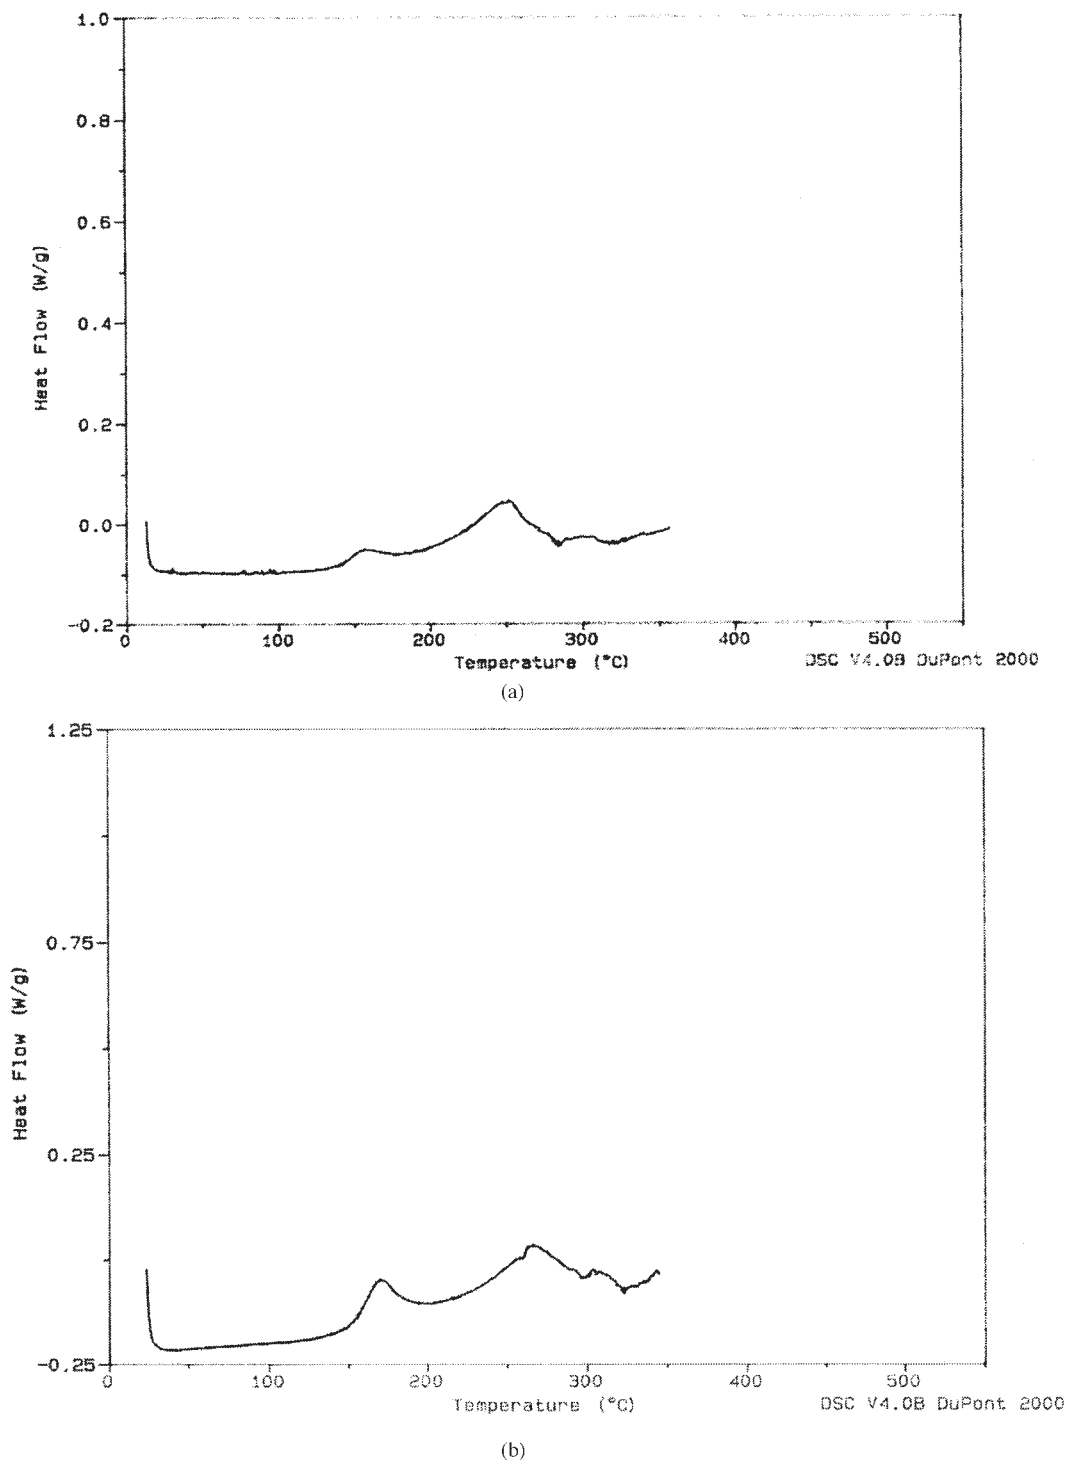 1.0
0.8
0.6
0.4
0.2
0.0
-0.2
Heat Flow (W/g)
0 100 200 300 400 500
Temperature (°C) DSC V4.0B DuPont 2000
(a)
1.25
0.75
0.25
-0.25
Heat Flow (W/g)
0 100 200 300 400 500
Temperature (°C) DSC V4.0B DuPont 2000
(b)